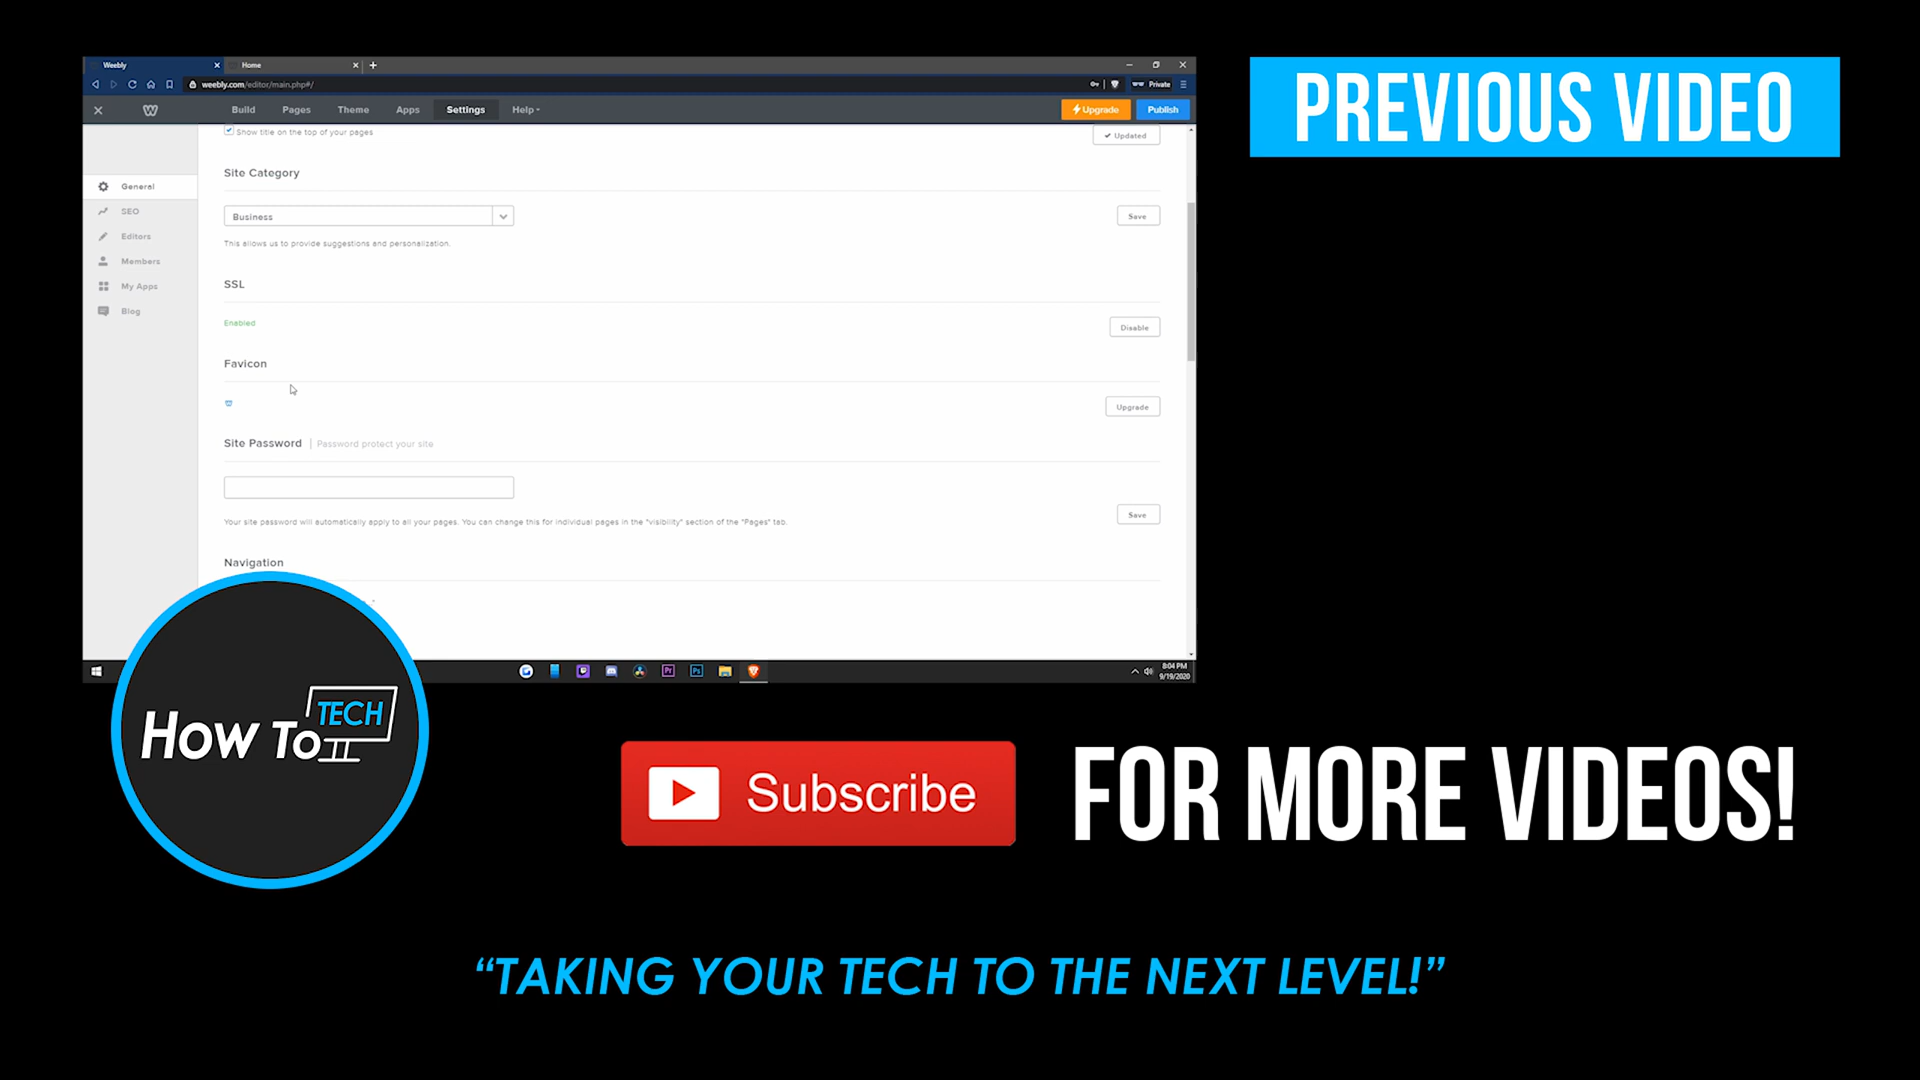 Weebly
Home
weebly.com/editor/main.php#/
Private
Build
Pages
Theme
Apps
Settings
Help
Upgrade
Publish
Show title on the top of your pages
Updated
General
SEO
Editors
Members
My Apps
Blog
Site Category
Business
Save
This allows us to provide suggestions and personalization.
SSL
Enabled
Disable
Favicon
Upgrade
Site Password | Password protect your site
Your site password will automatically apply to all your pages. You can change this for individual pages in the "visibility" section of the "Pages" tab.
Save
Navigation
Pr
Ps
8:04 PM
9/19/2020
PREVIOUS VIDEO
How To TECH
Subscribe
FOR MORE VIDEOS!
“TAKING YOUR TECH TO THE NEXT LEVEL!”